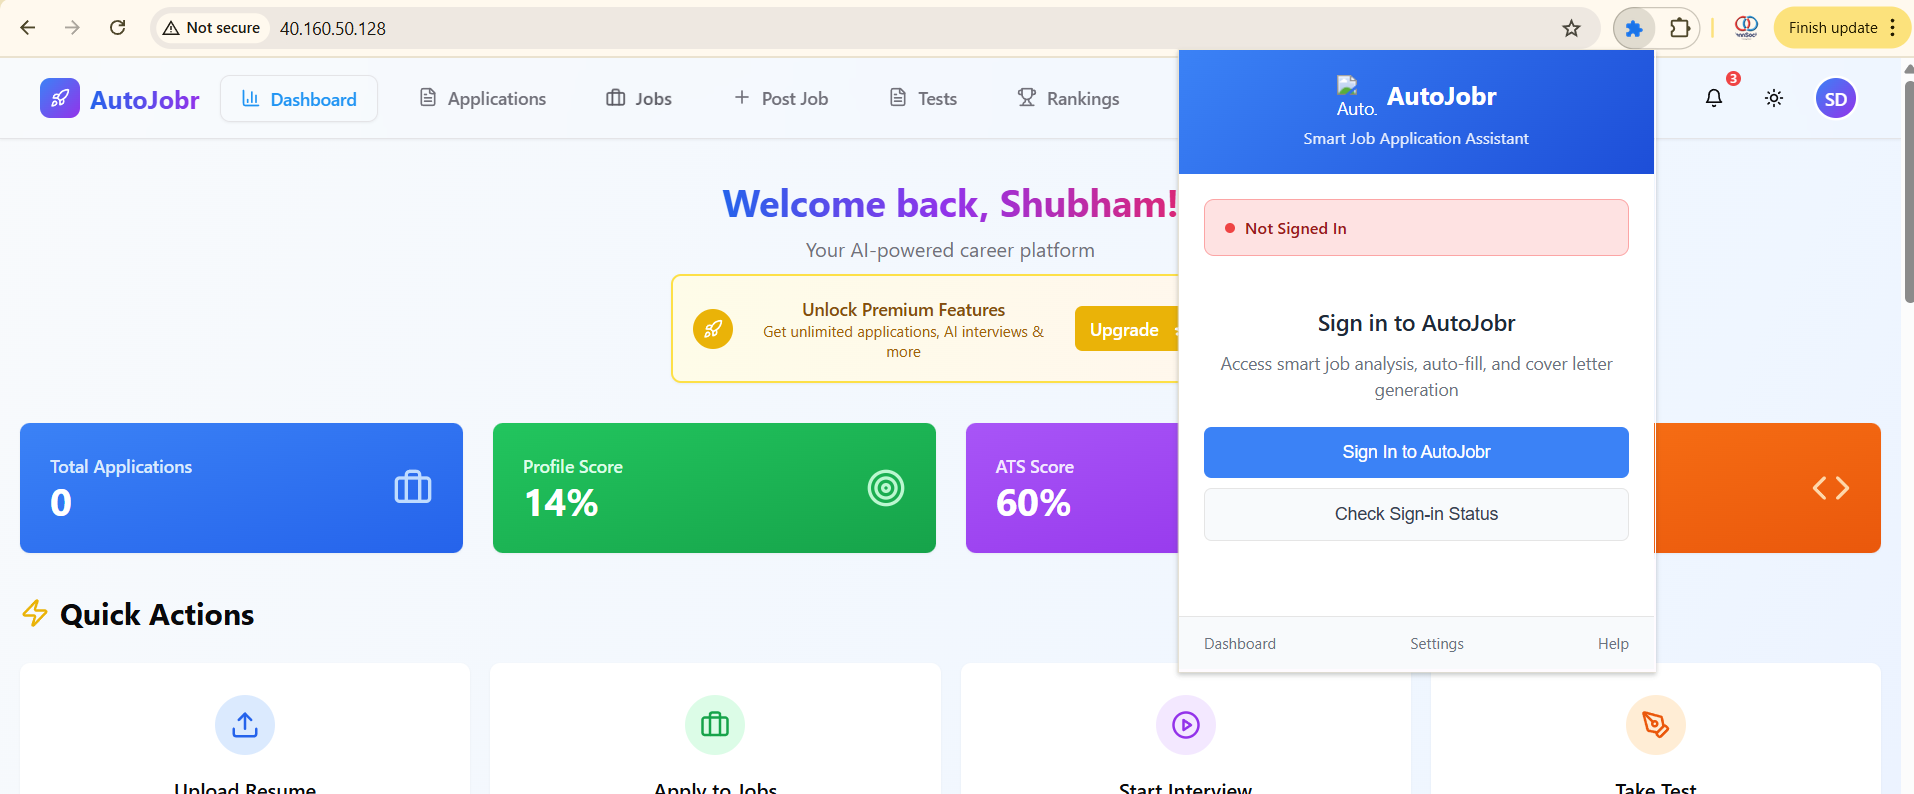 Not secure
40.160.50.128
Finish update
AutoJobr
Dashboard
Applications
Jobs
Post Job
Tests
Rankings
3
SD
Welcome back, Shubham!
Your AI-powered career platform
Unlock Premium Features
Get unlimited applications, AI interviews &
more
Upgrade
Total Applications
0
Profile Score
14%
ATS Score
60%
Quick Actions
Upload Resume
Apply to Jobs
Start Interview
Take Test
Auto.
AutoJobr
Smart Job Application Assistant
Not Signed In
Sign in to AutoJobr
Access smart job analysis, auto-fill, and cover letter
generation
Sign In to AutoJobr
Check Sign-in Status
Dashboard
Settings
Help